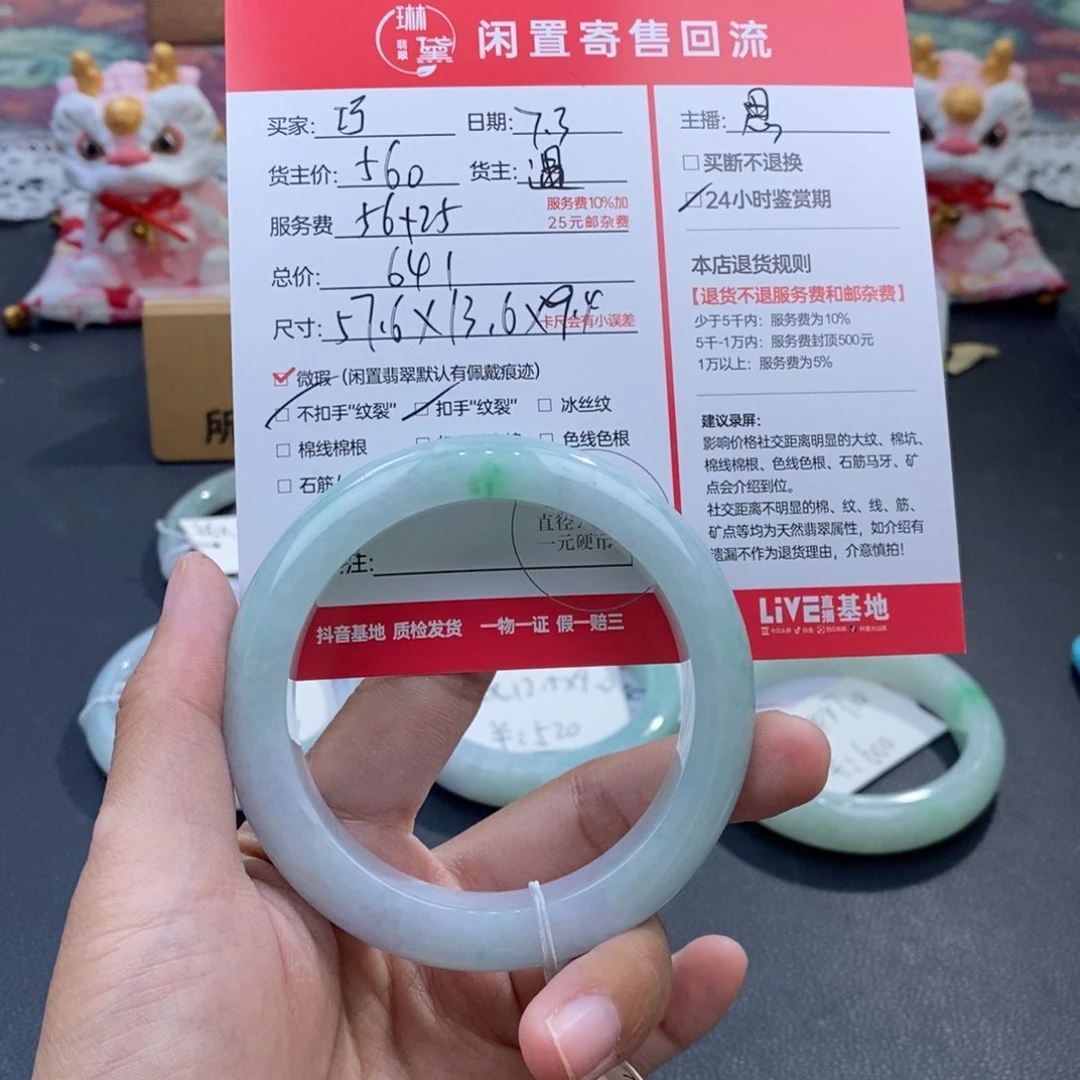 琳黛
翡翠
闲置寄售回流
买家: 巧 日期: 7.3
货主价: 560 货主: 温
服务费 56+25 服务费10%加
25元邮杂费
总价: 641
尺寸: 57.6×13.6×9.4
卡尺会有小误差
微瑕 (闲置翡翠默认有佩戴痕迹)
不扣手"纹裂" 扣手"纹裂" 冰丝纹
棉线棉根 色线色根
石筋
直径
一元硬币
注:
抖音基地 质检发货 一物一证 假一赔三
主播:
买断不退换
24小时鉴赏期
本店退货规则
【退货不退服务费和邮杂费】
少于5千内: 服务费为10%
5千-1万内: 服务费封顶500元
1万以上: 服务费为5%
建议录屏:
影响价格社交距离明显的大纹、棉坑、
棉线棉根、色线色根、石筋马牙、矿
点会介绍到位。
社交距离不明显的棉、纹、线、筋、
矿点等均为天然翡翠属性, 如介绍有
遗漏不作为退货理由, 介意慎拍!
LiVE直播基地
所
¥:520